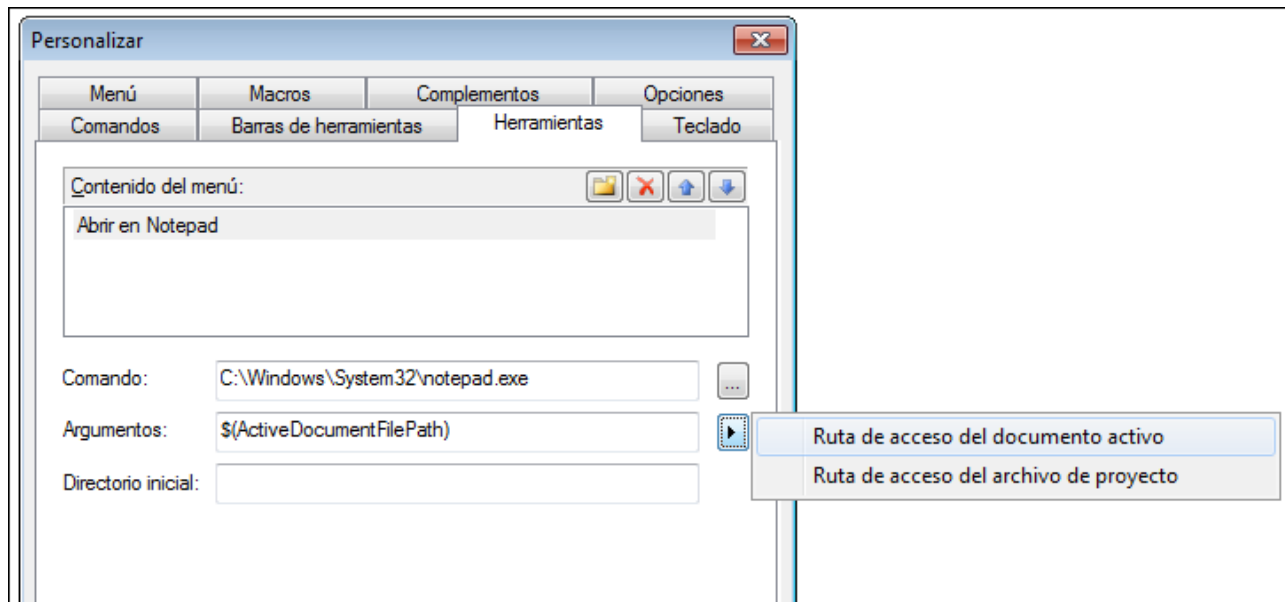 Personalizar
Menú Macros Complementos Opciones
Comandos Barras de herramientas Herramientas Teclado
Contenido del menú:
Abrir en Notepad
Comando: C:\Windows\System32\notepad.exe ...
Argumentos: $(ActiveDocumentFilePath)
Ruta de acceso del documento activo
Ruta de acceso del archivo de proyecto
Directorio inicial: